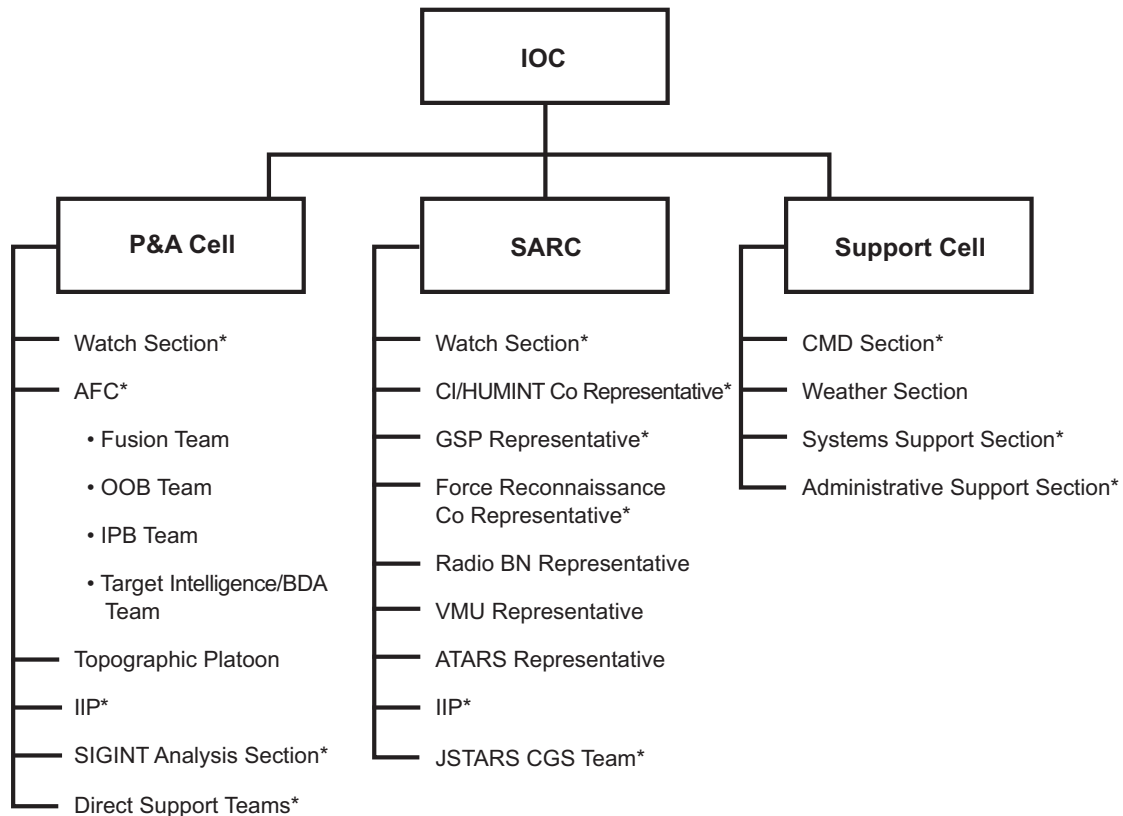 IOC
P&A Cell
Watch Section*
AFC*
• Fusion Team
• OOB Team
• IPB Team
• Target Intelligence/BDA
Team
Topographic Platoon
IIP*
SIGINT Analysis Section*
Direct Support Teams*
SARC
Watch Section*
CI/HUMINT Co Representative*
GSP Representative*
Force Reconnaissance
Co Representative*
Radio BN Representative
VMU Representative
ATARS Representative
IIP*
JSTARS CGS Team*
Support Cell
CMD Section*
Weather Section
Systems Support Section*
Administrative Support Section*